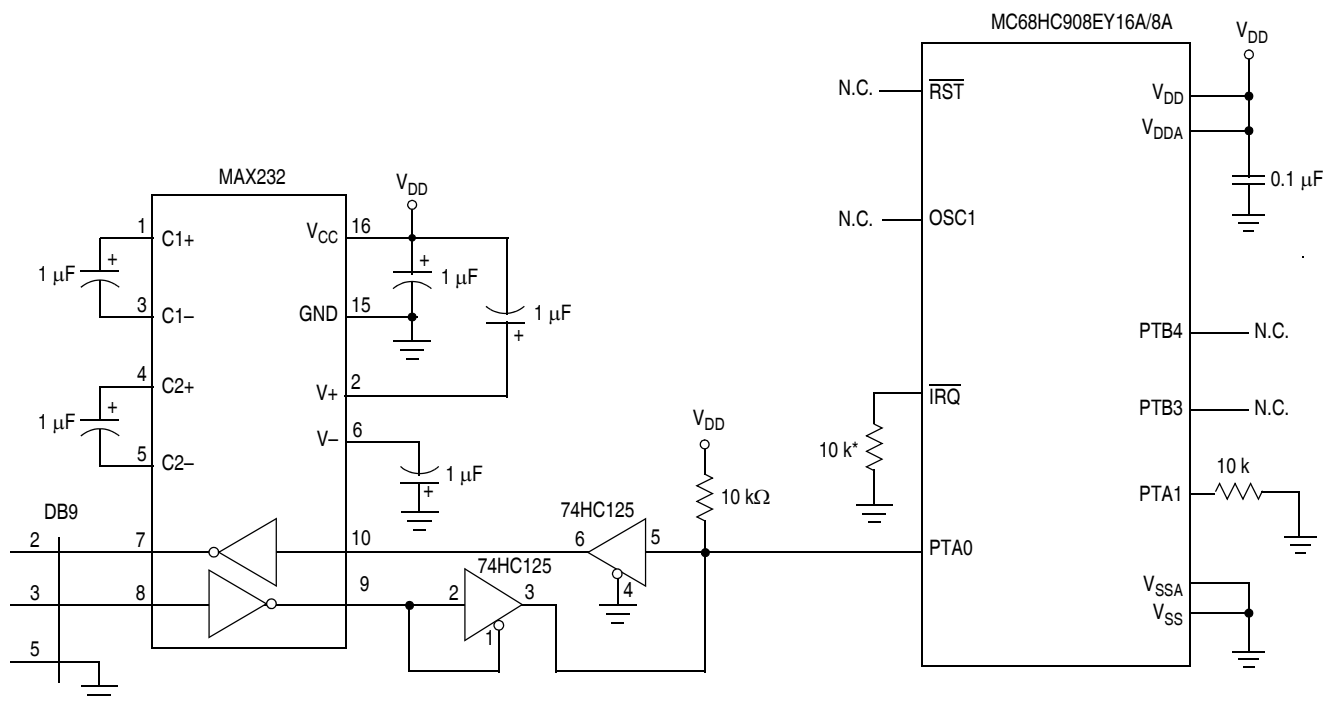 MC68HC908EY16A/8A
VDD
N.C.
RST
VDD
VDDA
0.1 μF
MAX232
VDD
N.C.
OSC1
1
C1+
VCC
16
1 μF
+
+
1 μF
1 μF
+
3
C1–
GND
15
PTB4
N.C.
4
C2+
V+
2
IRQ
PTB3
N.C.
1 μF
+
VDD
V–
6
10 k*
5
C2–
1 μF
+
10 k
10 kΩ
PTA1
DB9
74HC125
2
7
10
6
5
PTA0
74HC125
4
3
8
9
2
3
VSSA
1
VSS
5